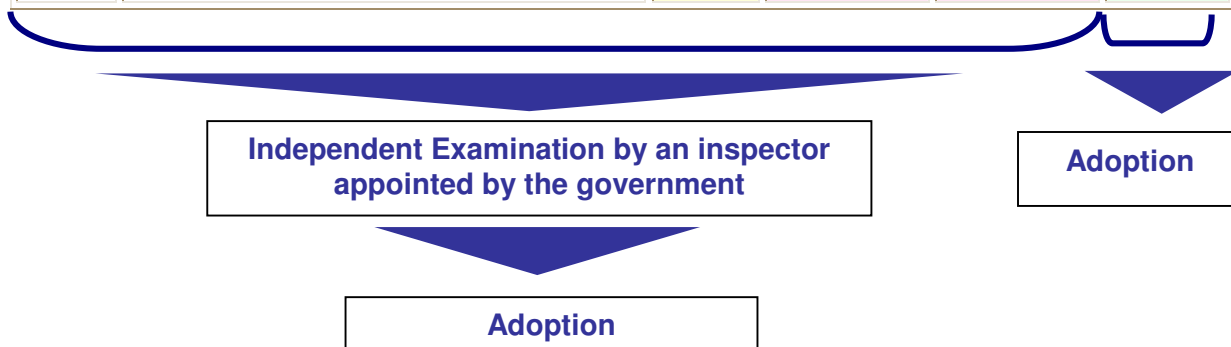 Independent Examination by an inspector
appointed by the government
Adoption
Adoption